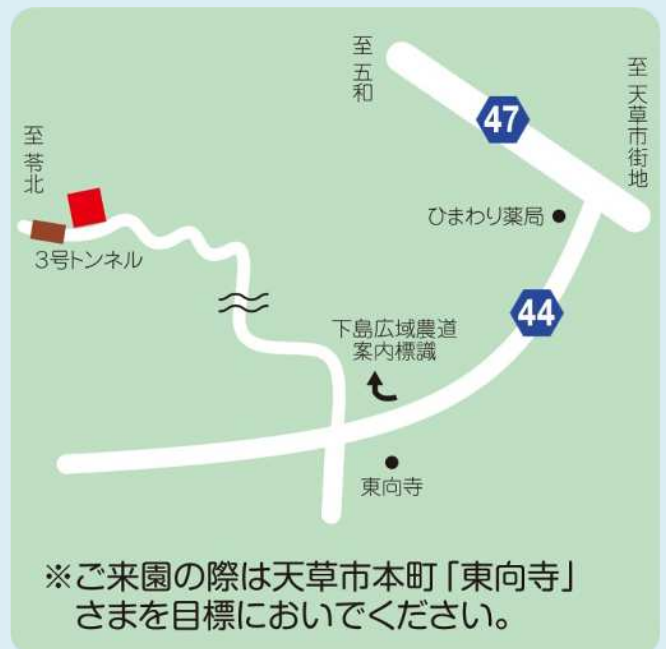 至 五和
至 天草市街地
47
至 苓北
ひまわり薬局
3号トンネル
44
下島広域農道
案内標識
東向寺
※ご来園の際は天草市本町「東向寺」
さまを目標においでください。